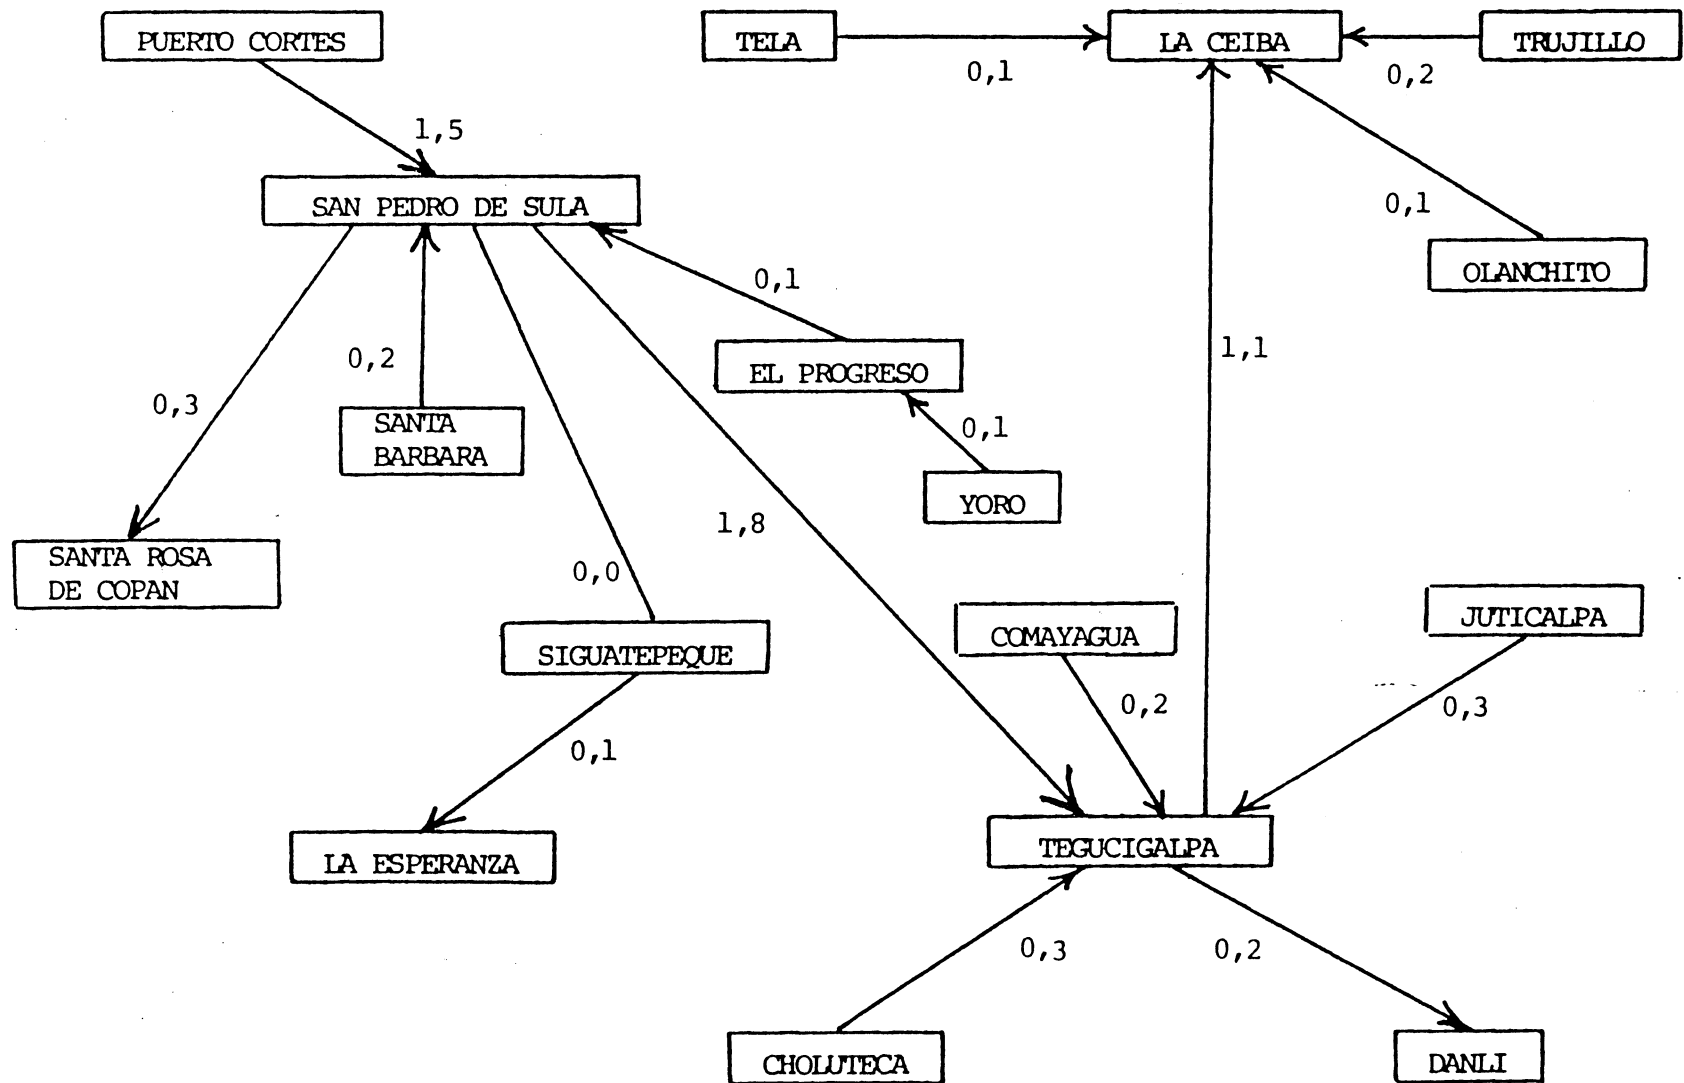 PUERTO CORTES
TELA
LA CEIBA
TRUJILLO
0,1
0,2
1,5
SAN PEDRO DE SULA
0,1
OLANCHITO
0,1
0,2
EL PROGRESO
1,1
0,3
SANTA
BARBARA
0,1
YORO
1,8
SANTA ROSA
DE COPAN
0,0
SIGUATEPEQUE
COMAYAGUA
JUTICALPA
0,2
0,3
0,1
LA ESPERANZA
TEGUCIGALPA
0,3
0,2
CHOLUTECA
DANLI